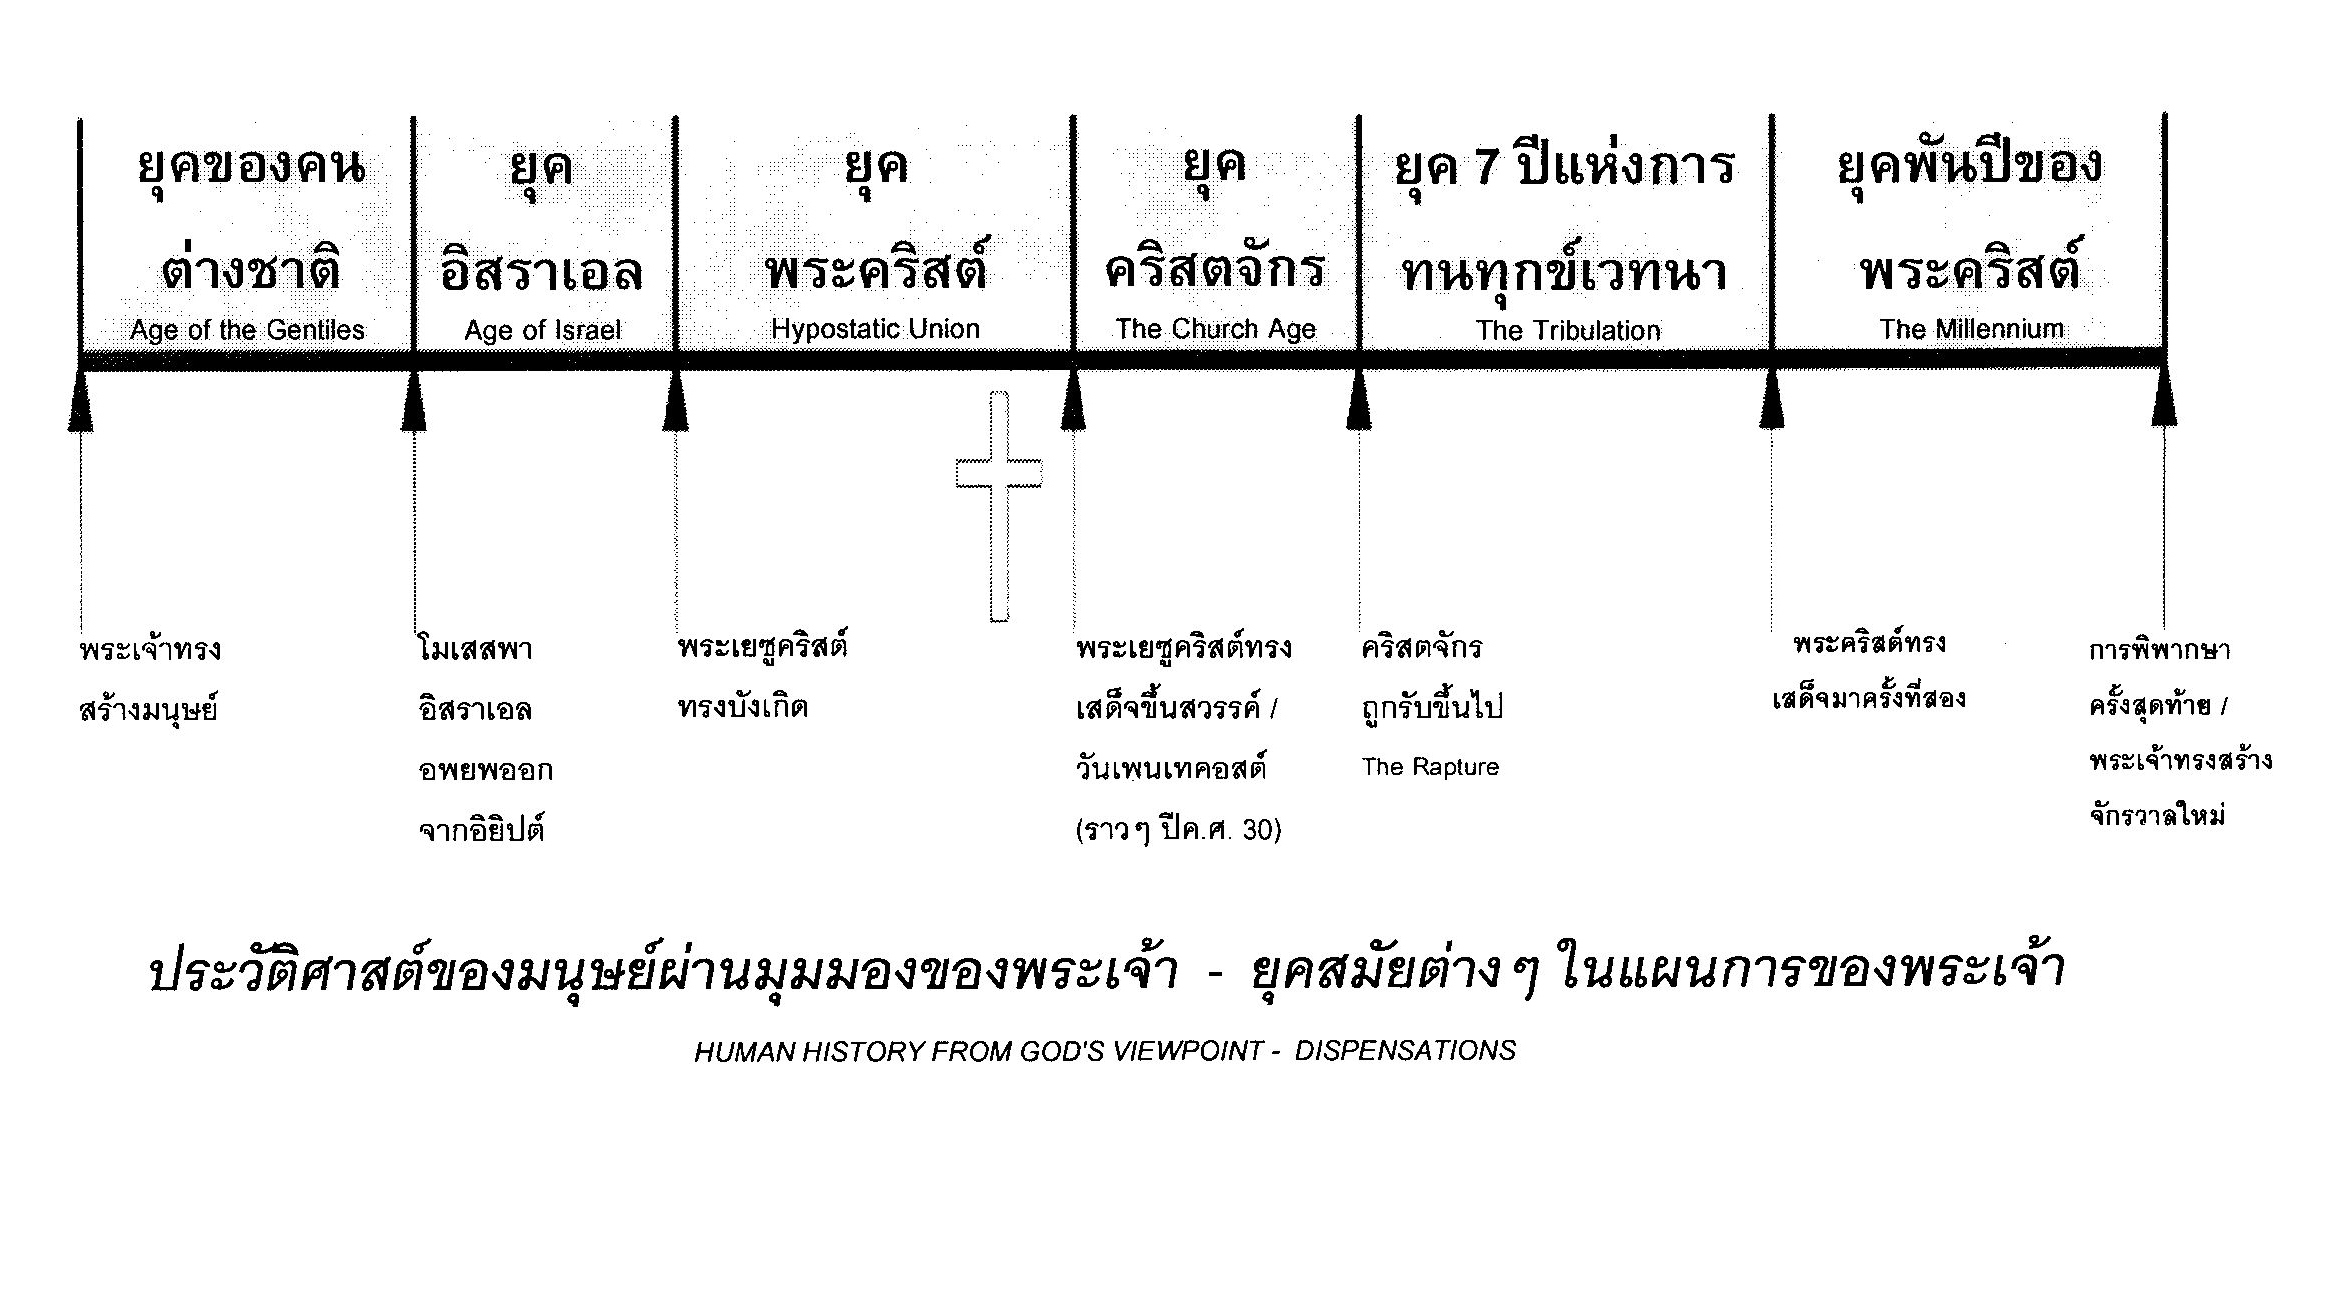 ยุคของคน
ต่างชาติ
Age of the Gentiles
ยุค
อิสราเอล
Age of Israel
ยุค
พระคริสต์
Hypostatic Union
ยุค
คริสตจักร
The Church Age
ยุค 7 ปีแห่งการ
ทนทุกข์เวทนา
The Tribulation
ยุคพันปีของ
พระคริสต์
The Millennium
พระเจ้าทรง
สร้างมนุษย์
โมเสสพา
อิสราเอล
อพยพออก
จากอิยิปต์
พระเยซูคริสต์
ทรงบังเกิด
พระเยซูคริสต์ทรง
เสด็จขึ้นสวรรค์ /
วันเพนเทคอสต์
(ราวๆ ปีค.ศ. 30)
คริสตจักร
ถูกรับขึ้นไป
The Rapture
พระคริสต์ทรง
เสด็จมาครั้งที่สอง
การพิพากษา
ครั้งสุดท้าย /
พระเจ้าทรงสร้าง
จักรวาลใหม่
ประวัติศาสต์ของมนุษย์ผ่านมุมมองของพระเจ้า - ยุคสมัยต่างๆ ในแผนการของพระเจ้า
HUMAN HISTORY FROM GOD'S VIEWPOINT - DISPENSATIONS